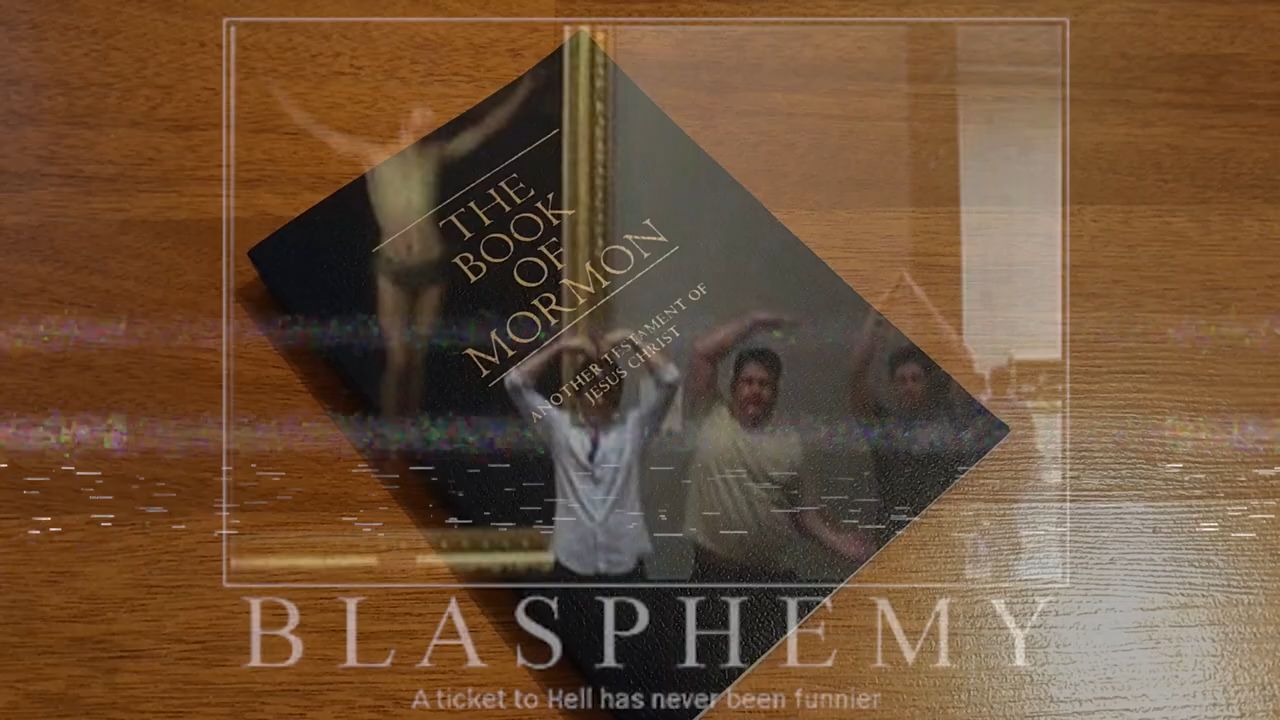 THE
BOOK
OF
MORMON
ANOTHER TESTAMENT OF
JESUS CHRIST
BLASPHEMY
A ticket to Hell has never been funnier